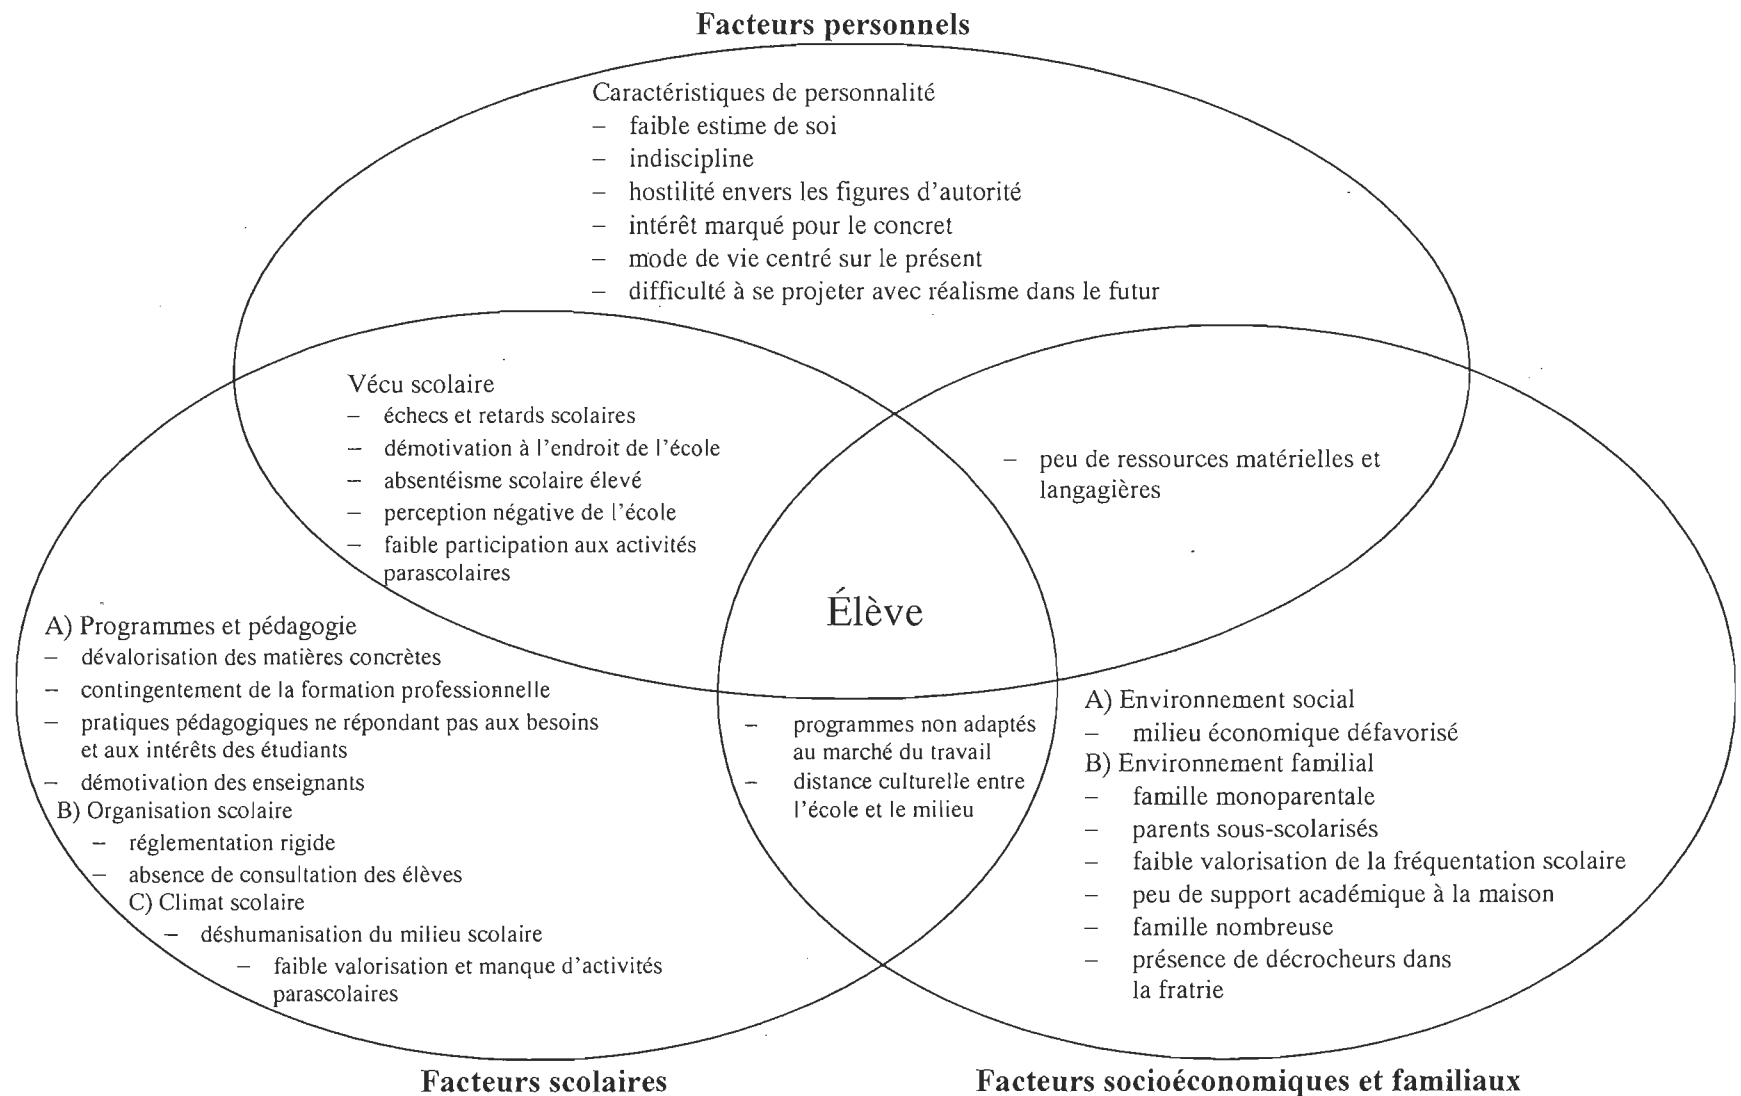 Facteurs personnels
Caractéristiques de personnalité
– faible estime de soi
– indiscipline
– hostilité envers les figures d'autorité
– intérêt marqué pour le concret
– mode de vie centré sur le présent
– difficulté à se projeter avec réalisme dans le futur
Vécu scolaire
– échecs et retards scolaires
– démotivation à l'endroit de l'école
– absentéisme scolaire élevé
– perception négative de l'école
– faible participation aux activités
parascolaires
– peu de ressources matérielles et
langagières
Élève
A) Programmes et pédagogie
– dévalorisation des matières concrètes
– contingentement de la formation professionnelle
– pratiques pédagogiques ne répondant pas aux besoins
et aux intérêts des étudiants
– démotivation des enseignants
B) Organisation scolaire
– réglementation rigide
– absence de consultation des élèves
C) Climat scolaire
– déshumanisation du milieu scolaire
– faible valorisation et manque d'activités
parascolaires
– programmes non adaptés
au marché du travail
– distance culturelle entre
l'école et le milieu
A) Environnement social
– milieu économique défavorisé
B) Environnement familial
– famille monoparentale
– parents sous-scolarisés
– faible valorisation de la fréquentation scolaire
– peu de support académique à la maison
– famille nombreuse
– présence de décrocheurs dans
la fratrie
Facteurs scolaires
Facteurs socioéconomiques et familiaux